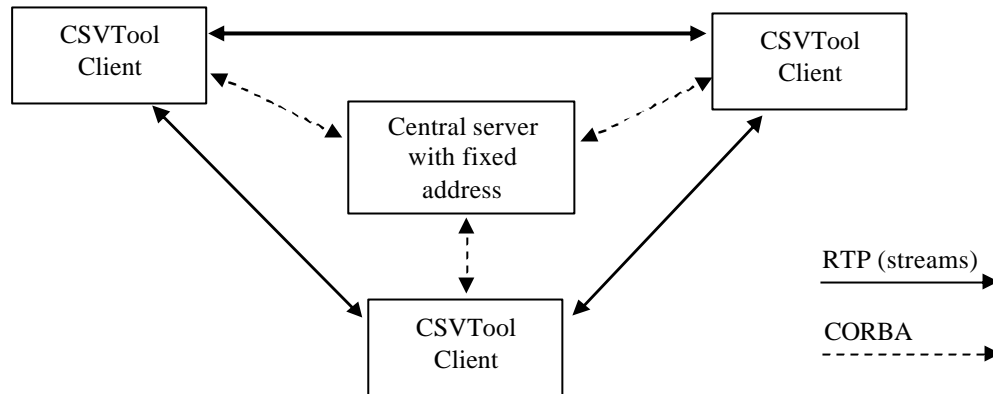 CSVTool
Client
CSVTool
Client
Central server
with fixed
address
CSVTool
Client
RTP (streams)
CORBA